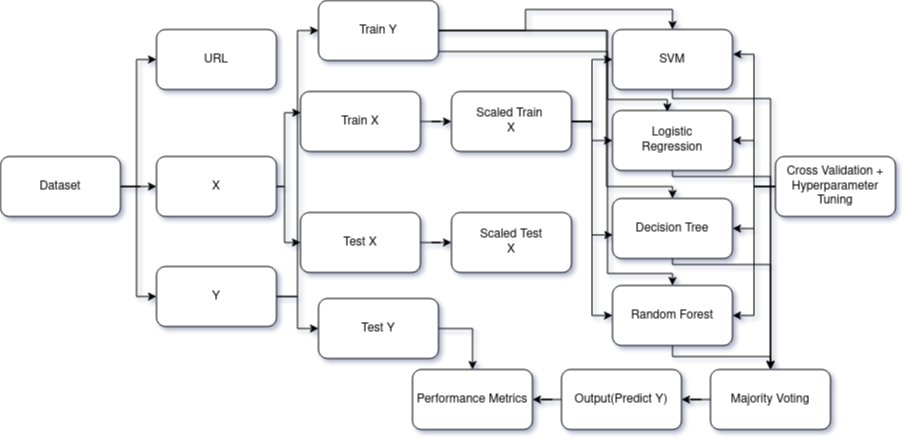 Train Y
URL
SVM
Train X
Scaled Train
X
Logistic
Regression
Dataset
X
Cross Validation +
Hyperparameter
Tuning
Test X
Scaled Test
X
Decision Tree
Y
Test Y
Random Forest
Performance Metrics
Output(Predict Y)
Majority Voting